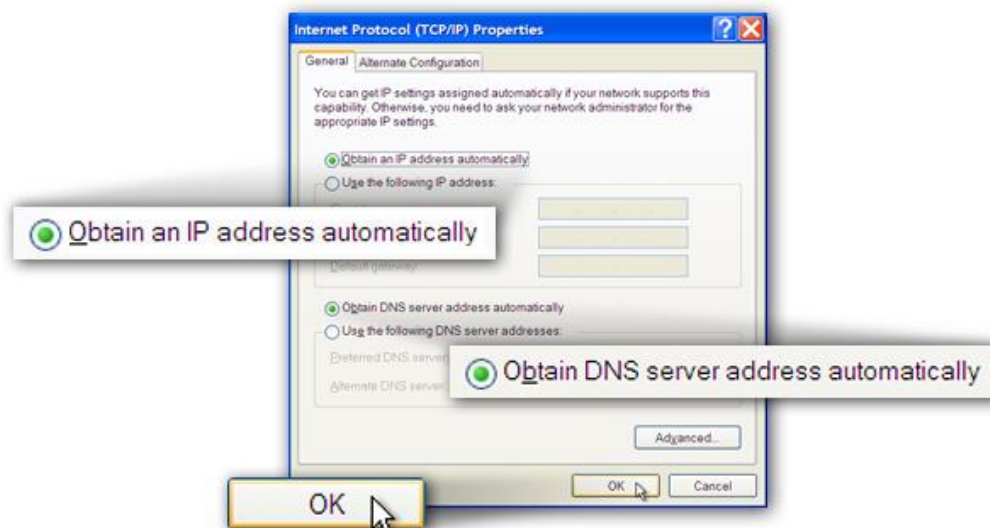 Internet Protocol (TCP/IP) Properties
General Alternate Configuration
You can get IP settings assigned automatically if your network supports this
capability. Otherwise, you need to ask your network administrator for the
appropriate IP settings.
Obtain an IP address automatically
Use the following IP address:
Obtain an IP address automatically
Default gateway:
Obtain DNS server address automatically
Use the following DNS server addresses:
Preferred DNS server
Obtain DNS server address automatically
Alternate DNS server:
Advanced...
OK Cancel
OK